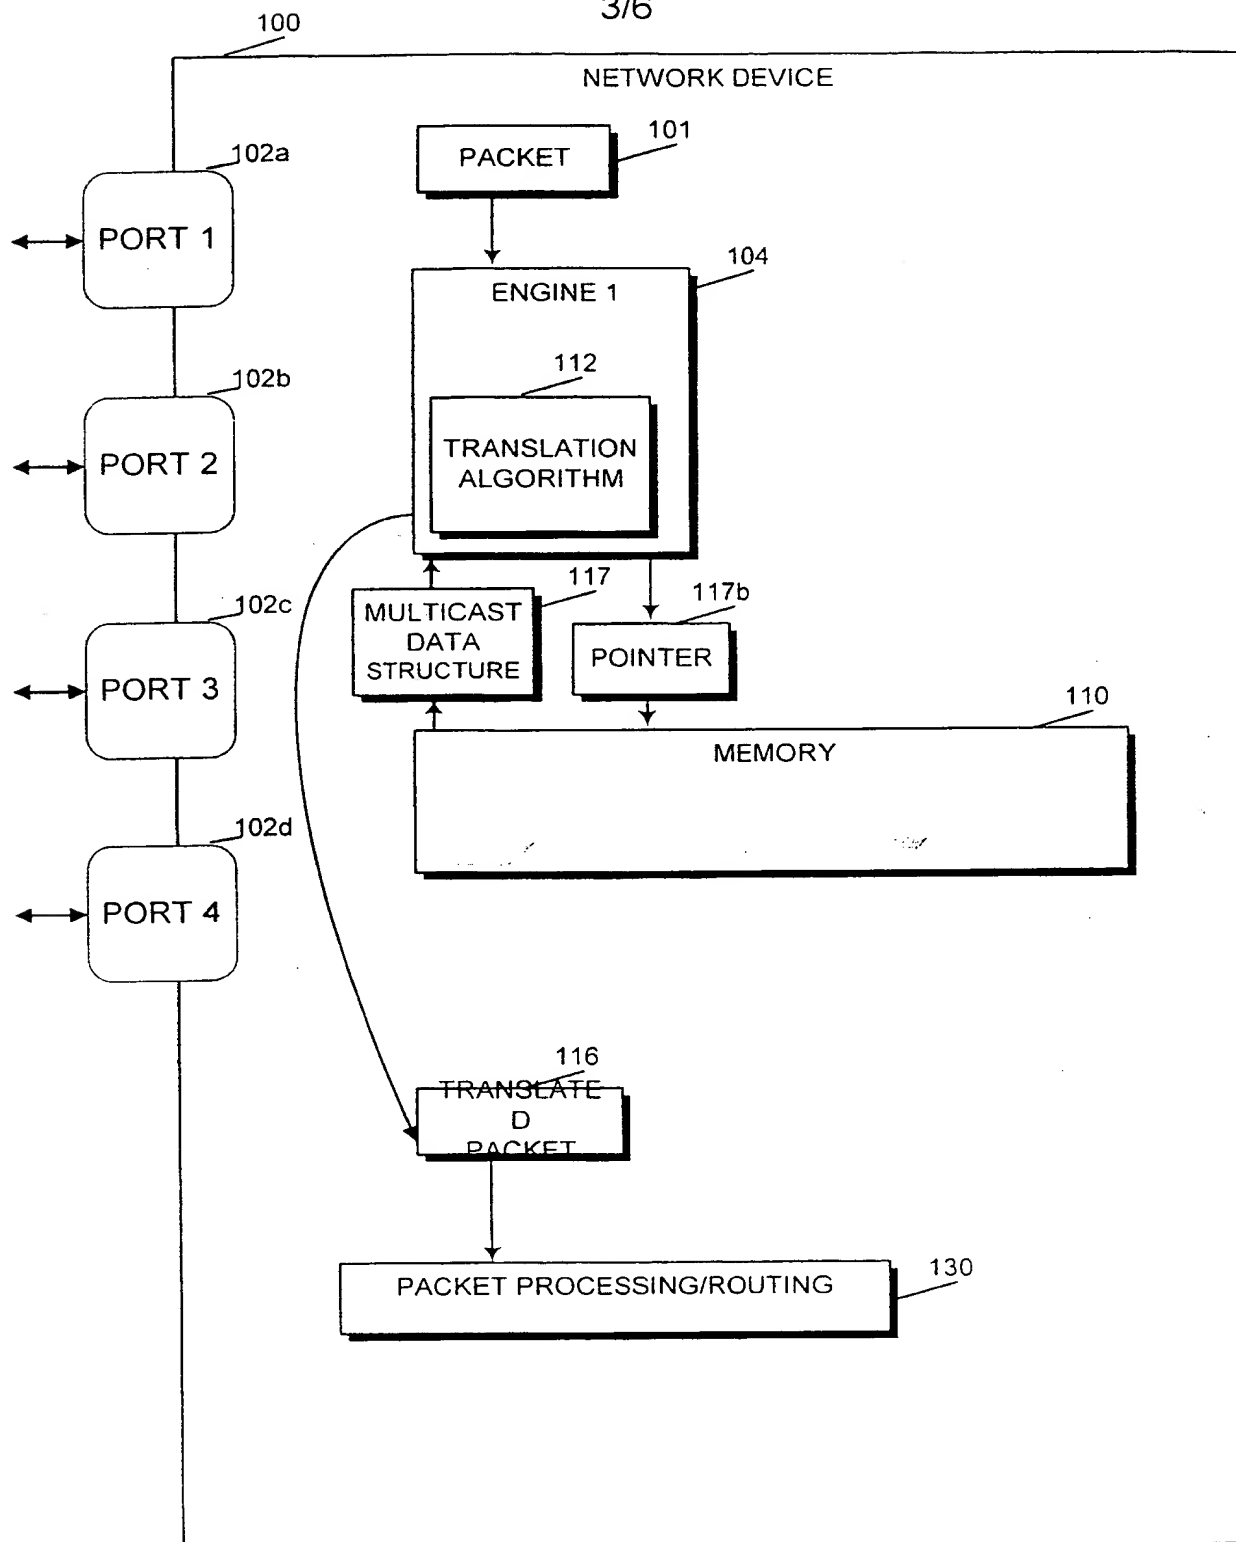 3/6
100
NETWORK DEVICE
101
PACKET
102a
PORT 1
104
ENGINE 1
112
102b
TRANSLATION
ALGORITHM
PORT 2
117
117b
102c
MULTICAST
DATA
STRUCTURE
POINTER
PORT 3
110
MEMORY
102d
PORT 4
116
TRANSLATE
D
PACKET
130
PACKET PROCESSING/ROUTING